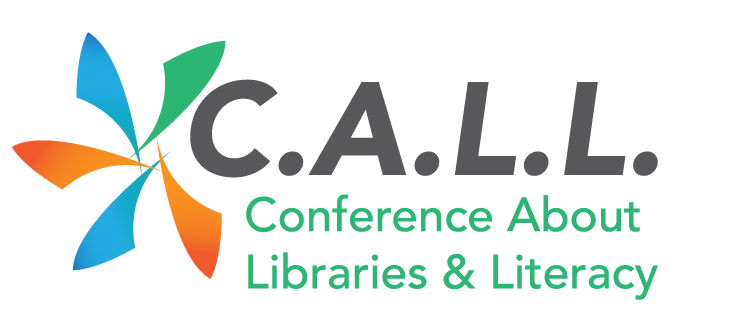 C.A.L.L.
Conference About
Libraries & Literacy